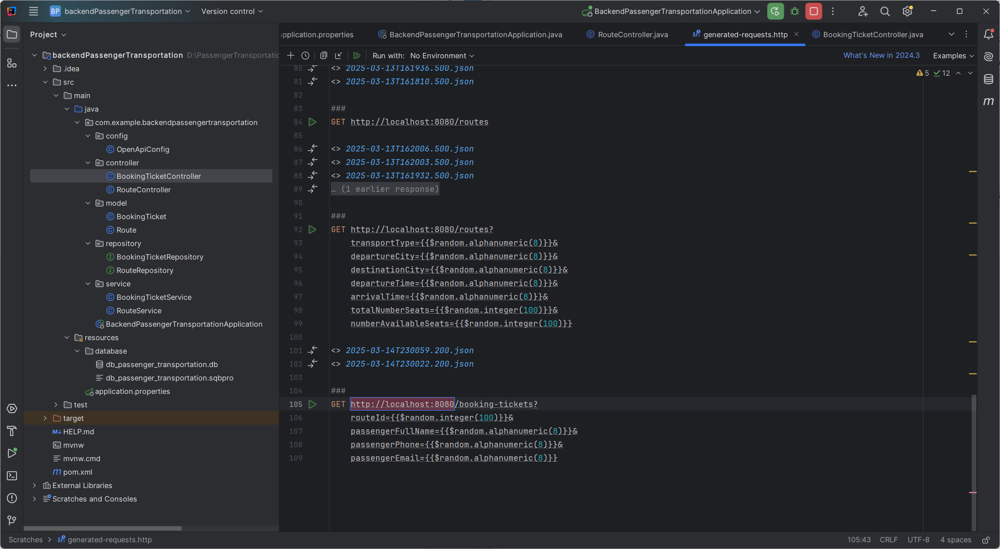 BP backendPassengerTransportation Version control BackendPassengerTransportationApplication
Project
application.properties BackendPassengerTransportationApplication.java RouteController.java generated-requests.http BookingTicketController.java
Run with: No Environment What's New in 2024.3 Examples
5 12
backendPassengerTransportation D:\PassengerTransportatic
.idea
src
main
java
com.example.backendpassengertransportation
config
OpenApiConfig
controller
BookingTicketController
RouteController
model
BookingTicket
Route
repository
BookingTicketRepository
RouteRepository
service
BookingTicketService
RouteService
BackendPassengerTransportationApplication
resources
database
db_passenger_transportation.db
db_passenger_transportation.sqbpro
application.properties
test
target
HELP.md
mvnw
mvnw.cmd
pom.xml
External Libraries
Scratches and Consoles
80 <> 2025-03-13T161936.500.json
81 <> 2025-03-13T161810.500.json
82
83 ###
84 GET http://localhost:8080/routes
85
86 <> 2025-03-13T162006.500.json
87 <> 2025-03-13T162003.500.json
88 <> 2025-03-13T161932.500.json
89 … (1 earlier response)
90
91 ###
92 GET http://localhost:8080/routes?
93 transportType={{$random.alphanumeric(8)}}&
94 departureCity={{$random.alphanumeric(8)}}&
95 destinationCity={{$random.alphanumeric(8)}}&
96 departureTime={{$random.alphanumeric(8)}}&
97 arrivalTime={{$random.alphanumeric(8)}}&
98 totalNumberSeats={{$random.integer(100)}}&
99 numberAvailableSeats={{$random.integer(100)}}
100
101 <> 2025-03-14T230059.200.json
102 <> 2025-03-14T230022.200.json
103
104 ###
105 GET http://localhost:8080/booking-tickets?
106 routeId={{$random.integer(100)}}&
107 passengerFullName={{$random.alphanumeric(8)}}&
108 passengerPhone={{$random.alphanumeric(8)}}&
109 passengerEmail={{$random.alphanumeric(8)}}
Scratches > generated-requests.http 105:43 CRLF UTF-8 4 spaces